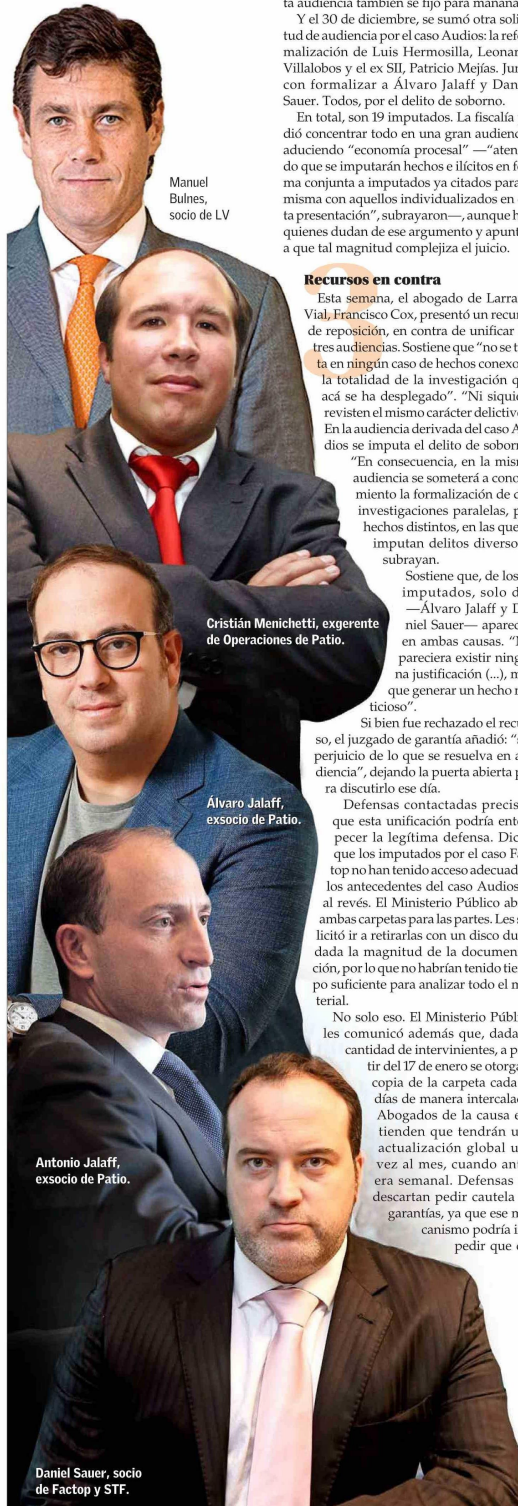 ta audiencia también se fijó para mañana.
Y el 30 de diciembre, se sumó otra soli
tud de audiencia por el caso Audios: la refo
malización de Luis Hermosilla, Leonar
Villalobos y el ex SII, Patricio Mejías. Jun
con formalizar a Álvaro Jalaff y Dan
Sauer. Todos, por el delito de soborno.
En total, son 19 imputados. La fiscalía
dió concentrar todo en una gran audienc
aduciendo “economía procesal” —“aten
do que se imputarán hechos e ilícitos en fo
ma conjunta a imputados ya citados para
misma con aquellos individualizados en
ta presentación”, subrayaron—, aunque h
quienes dudan de ese argumento y apunt
a que tal magnitud complejiza el juicio.
Manuel
Bulnes,
socio de LV
3
Recursos en contra
Esta semana, el abogado de Larra
Vial, Francisco Cox, presentó un recur
de reposición, en contra de unificar
tres audiencias. Sostiene que “no se t
ta en ningún caso de hechos conexo
la totalidad de la investigación q
acá se ha desplegado”. “Ni siquie
revisten el mismo carácter delictivo
En la audiencia derivada del caso A
dios se imputa el delito de soborn
“En consecuencia, en la mism
audiencia se someterá a cono
miento la formalización de d
investigaciones paralelas, p
hechos distintos, en las que
imputan delitos diverso
subrayan.
Sostiene que, de los
imputados, solo d
—Álvaro Jalaff y D
niel Sauer— aparec
en ambas causas. “N
pareciera existir ning
na justificación (...), m
que generar un hecho n
ticioso”.
Cristián Menichetti, exgerente
de Operaciones de Patio.
Si bien fue rechazado el recu
so, el juzgado de garantía añadió: “s
perjuicio de lo que se resuelva en a
diencia”, dejando la puerta abierta p
ra discutirlo ese día.
Álvaro Jalaff,
exsocio de Patio.
Defensas contactadas precis
que esta unificación podría ento
pecer la legítima defensa. Dic
que los imputados por el caso Fa
top no han tenido acceso adecuad
los antecedentes del caso Audios
al revés. El Ministerio Público ab
ambas carpetas para las partes. Les s
licitó ir a retirarlas con un disco du
dada la magnitud de la document
ción, por lo que no habrían tenido tie
po suficiente para analizar todo el m
terial.
No solo eso. El Ministerio Públi
les comunicó además que, dada
cantidad de intervinientes, a p
tir del 17 de enero se otorga
copia de la carpeta cada
días de manera intercalad
Abogados de la causa e
tienden que tendrán u
actualización global u
vez al mes, cuando ant
era semanal. Defensas
descartan pedir cautela
garantías, ya que ese m
canismo podría i
pedir que
Antonio Jalaff,
exsocio de Patio.
Daniel Sauer, socio
de Factop y STF.